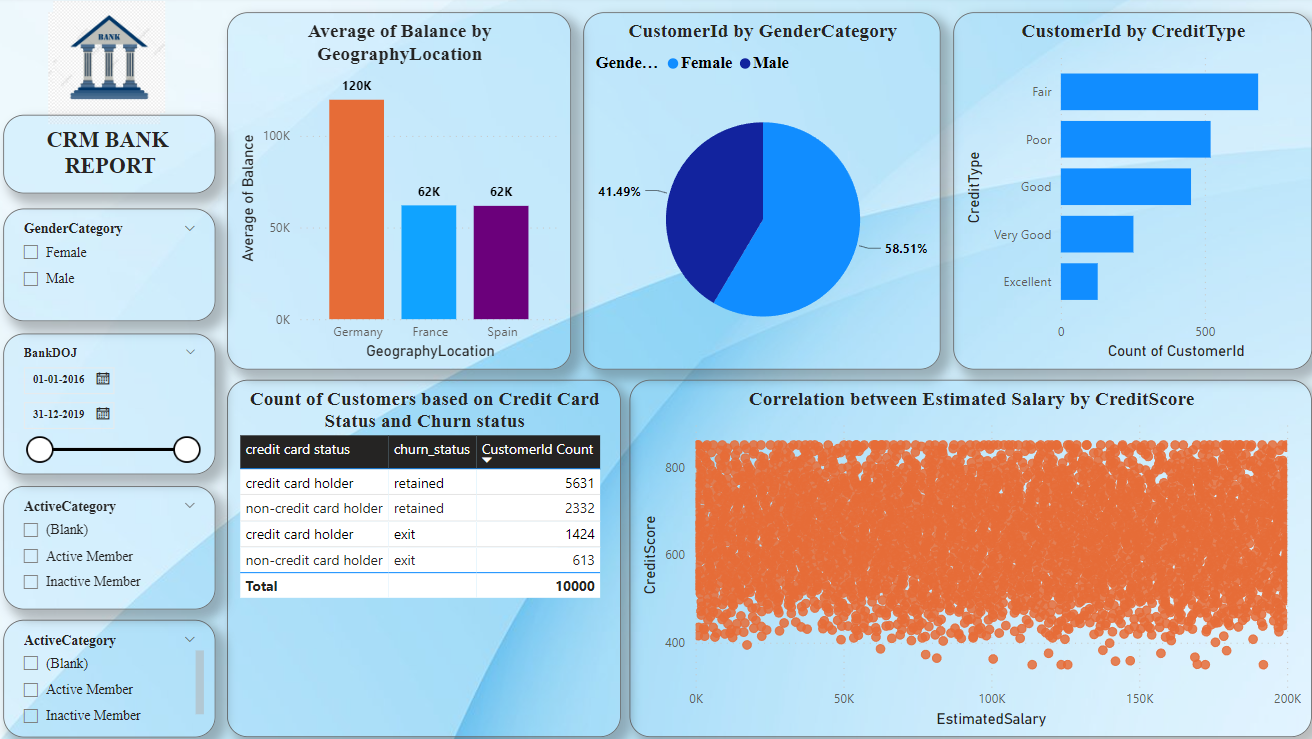 BANK
CRM BANK
REPORT
GenderCategory
Female
Male
BankDOJ
01-01-2016
31-12-2019
ActiveCategory
(Blank)
Active Member
Inactive Member
ActiveCategory
(Blank)
Active Member
Inactive Member
Average of Balance by
GeographyLocation
120K
62K
62K
100K
50K
0K
Average of Balance
Germany France Spain
GeographyLocation
CustomerId by GenderCategory
Gende… Female Male
41.49%
58.51%
CustomerId by CreditType
CreditType
Fair
Poor
Good
Very Good
Excellent
0 500
Count of CustomerId
Count of Customers based on Credit Card
Status and Churn status
credit card status churn_status CustomerId Count
credit card holder retained 5631
non-credit card holder retained 2332
credit card holder exit 1424
non-credit card holder exit 613
Total 10000
Correlation between Estimated Salary by CreditScore
CreditScore
800
600
400
0K 50K 100K 150K 200K
EstimatedSalary